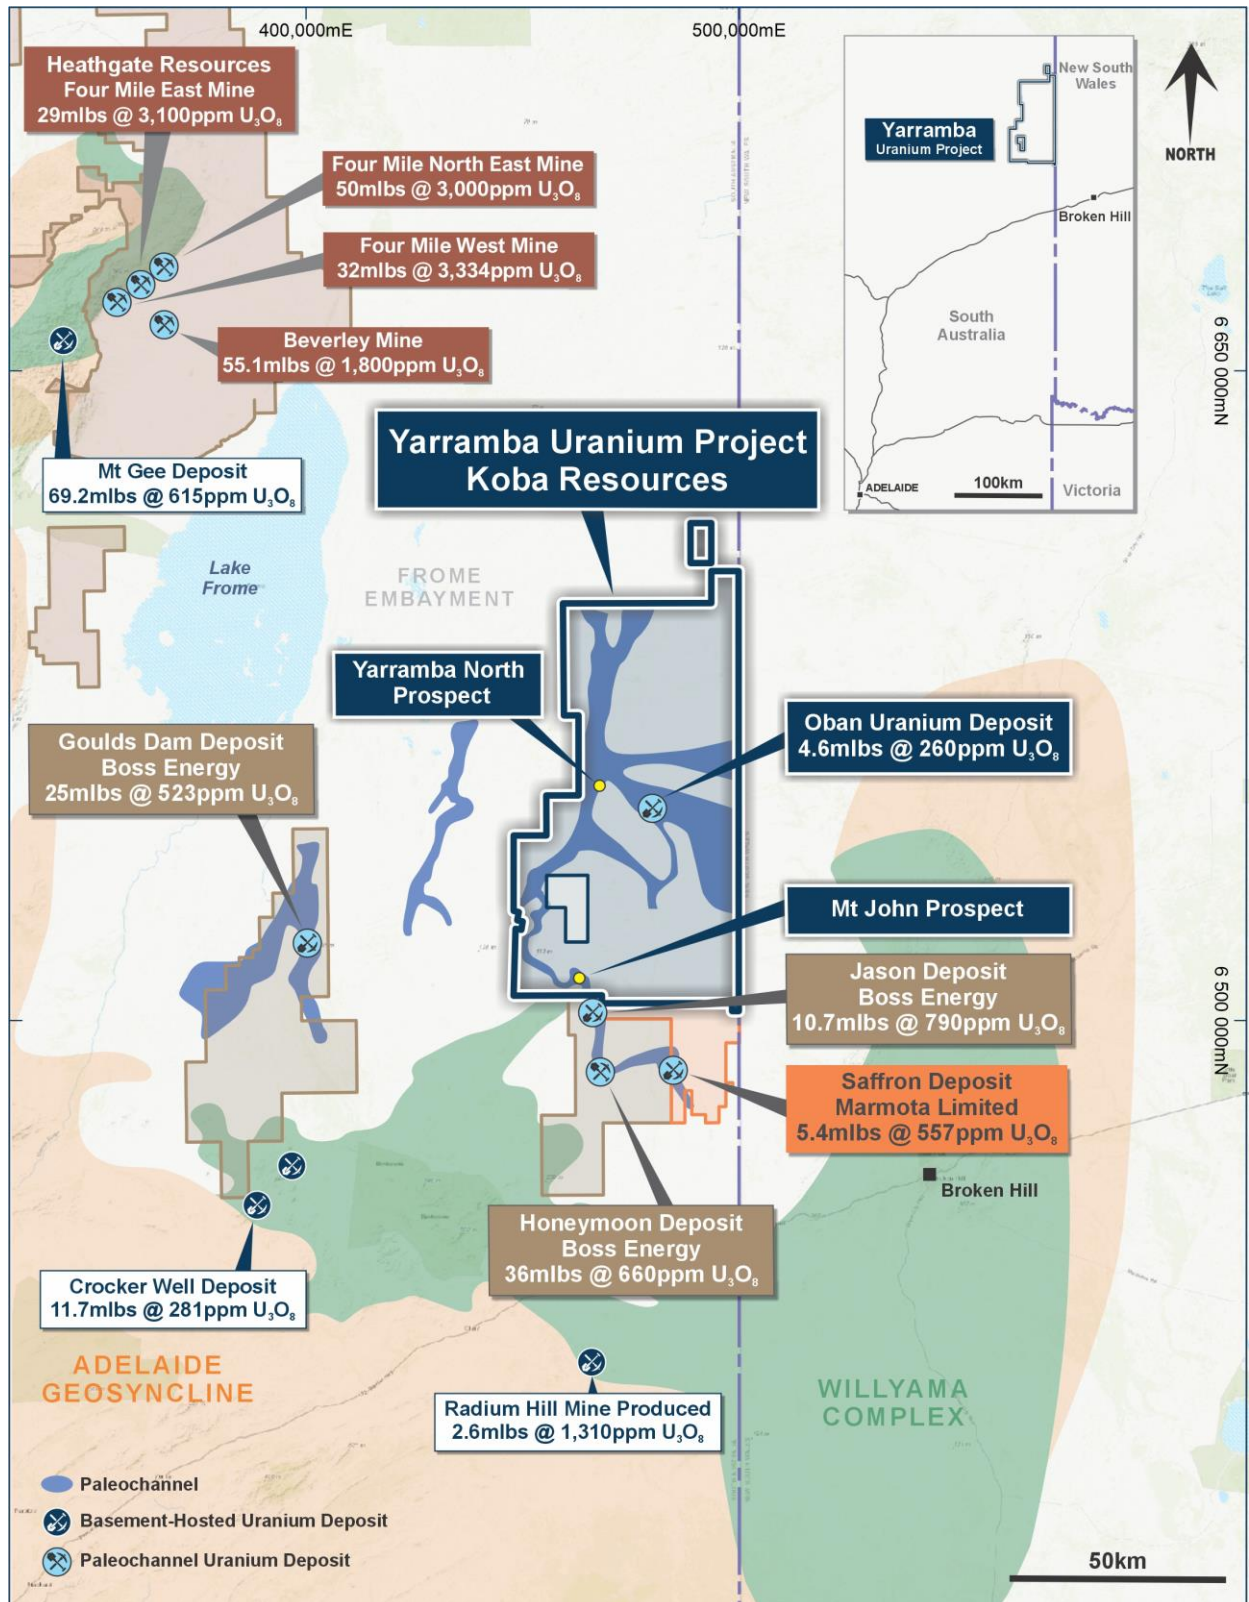 400,000mE
500,000mE
Heathgate Resources
Four Mile East Mine
29mlbs @ 3,100ppm U₃O₈
Four Mile North East Mine
50mlbs @ 3,000ppm U₃O₈
Four Mile West Mine
32mlbs @ 3,334ppm U₃O₈
Beverley Mine
55.1mlbs @ 1,800ppm U₃O₈
Mt Gee Deposit
69.2mlbs @ 615ppm U₃O₈
New South
Wales
Yarramba
Uranium Project
Broken Hill
South
Australia
ADELAIDE
100km
Victoria
NORTH
6 650 000mN
Yarramba Uranium Project
Koba Resources
Lake
Frome
FROME
EMBAYMENT
Yarramba North
Prospect
Oban Uranium Deposit
4.6mlbs @ 260ppm U₃O₈
Goulds Dam Deposit
Boss Energy
25mlbs @ 523ppm U₃O₈
Mt John Prospect
Jason Deposit
Boss Energy
10.7mlbs @ 790ppm U₃O₈
6 500 000mN
Saffron Deposit
Marmota Limited
5.4mlbs @ 557ppm U₃O₈
Broken Hill
Honeymoon Deposit
Boss Energy
36mlbs @ 660ppm U₃O₈
Crocker Well Deposit
11.7mlbs @ 281ppm U₃O₈
ADELAIDE
GEOSYNCLINE
Radium Hill Mine Produced
2.6mlbs @ 1,310ppm U₃O₈
WILLYAMA
COMPLEX
Paleochannel
Basement-Hosted Uranium Deposit
Paleochannel Uranium Deposit
50km